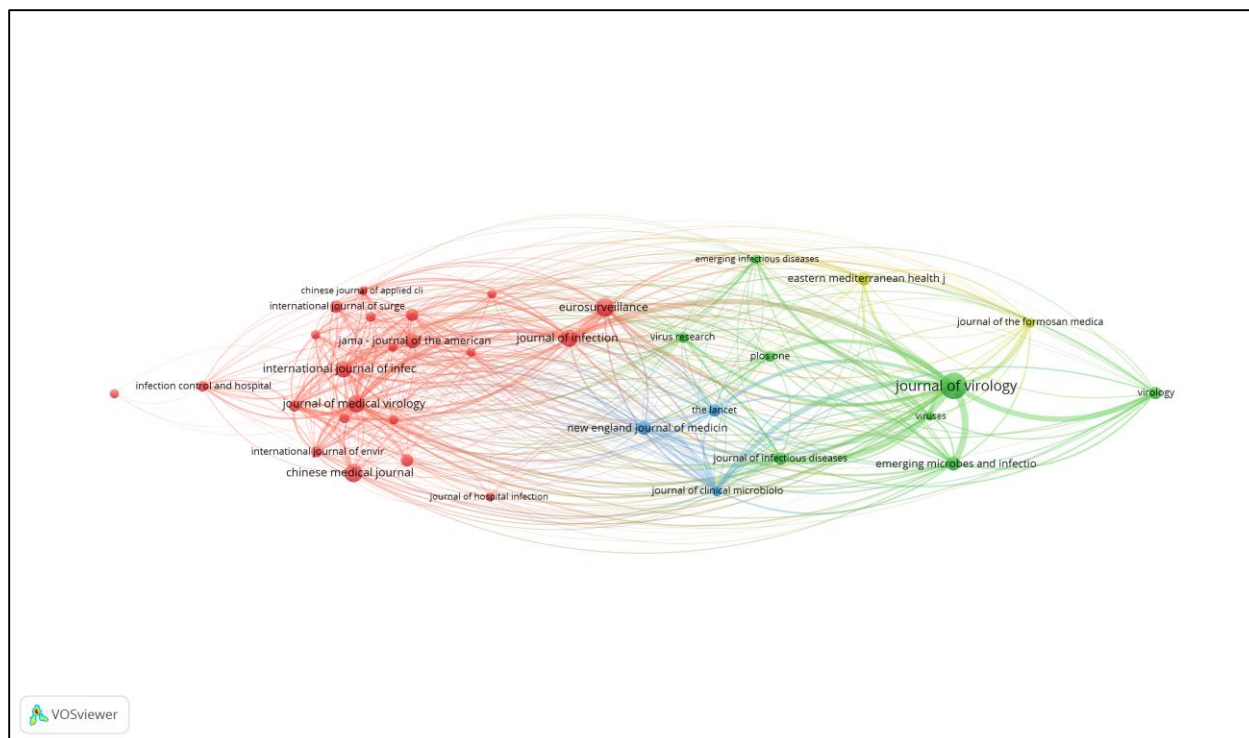 emerging infectious diseases
eastern mediterranean health j
chinese journal of applied cli
international journal of surge
eurosurveillance
journal of the formosan medica
jama - journal of the american
journal of infection
virus research
plos one
international journal of infec
infection control and hospital
journal of virology
virology
journal of medical virology
the lancet
viruses
new england journal of medicin
international journal of envir
journal of infectious diseases
emerging microbes and infectio
chinese medical journal
journal of clinical microbiolo
journal of hospital infection
VOSviewer